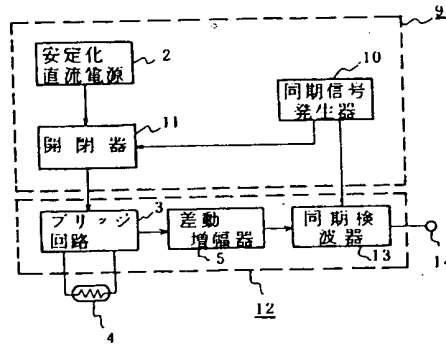 9
安定化
直流電源
2
10
同期信号
発生器
11
開閉器
3
ブリッジ
回路
差動
増幅器
5
同期検
波器
13
14
4
12